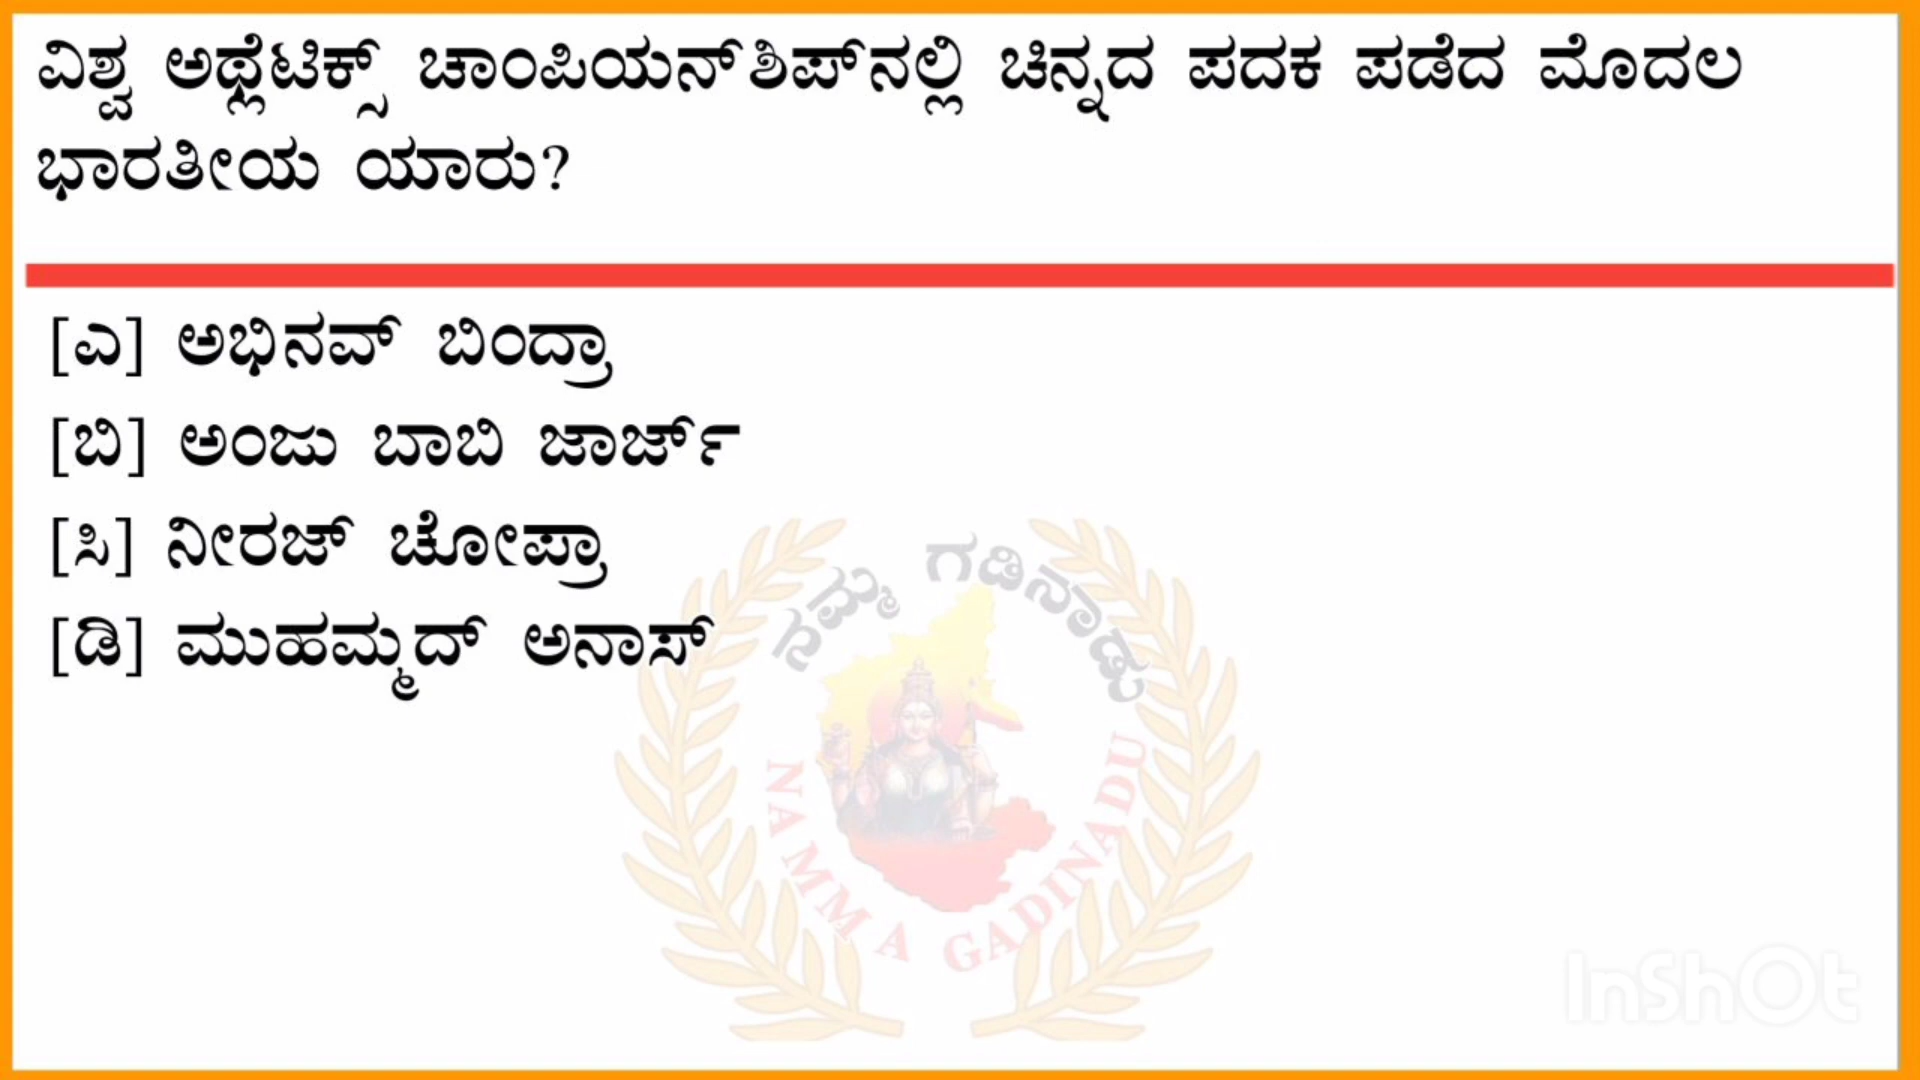 ವಿಶ್ವ ಅಥ್ಲೆಟಿಕ್ಸ್ ಚಾಂಪಿಯನ್‌ಶಿಪ್‌ನಲ್ಲಿ ಚಿನ್ನದ ಪದಕ ಪಡೆದ ಮೊದಲ
ಭಾರತೀಯ ಯಾರು?
[ಎ] ಅಭಿನವ್ ಬಿಂದ್ರಾ
[ಬಿ] ಅಂಜು ಬಾಬಿ ಜಾರ್ಜ್
[ಸಿ] ನೀರಜ್ ಚೋಪ್ರಾ
[ಡಿ] ಮುಹಮ್ಮದ್ ಅನಾಸ್
ನಮ್ಮ ಗಡಿನಾಡು
NAMMA GADINADU
InShOt